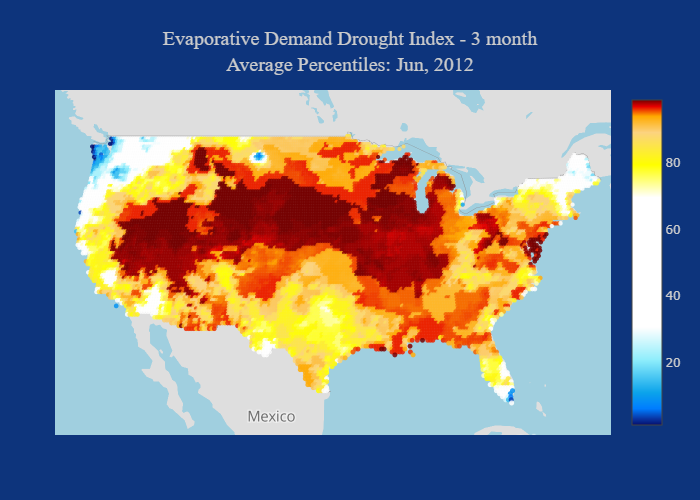 Evaporative Demand Drought Index - 3 month
Average Percentiles: Jun, 2012
80
60
40
20
Mexico